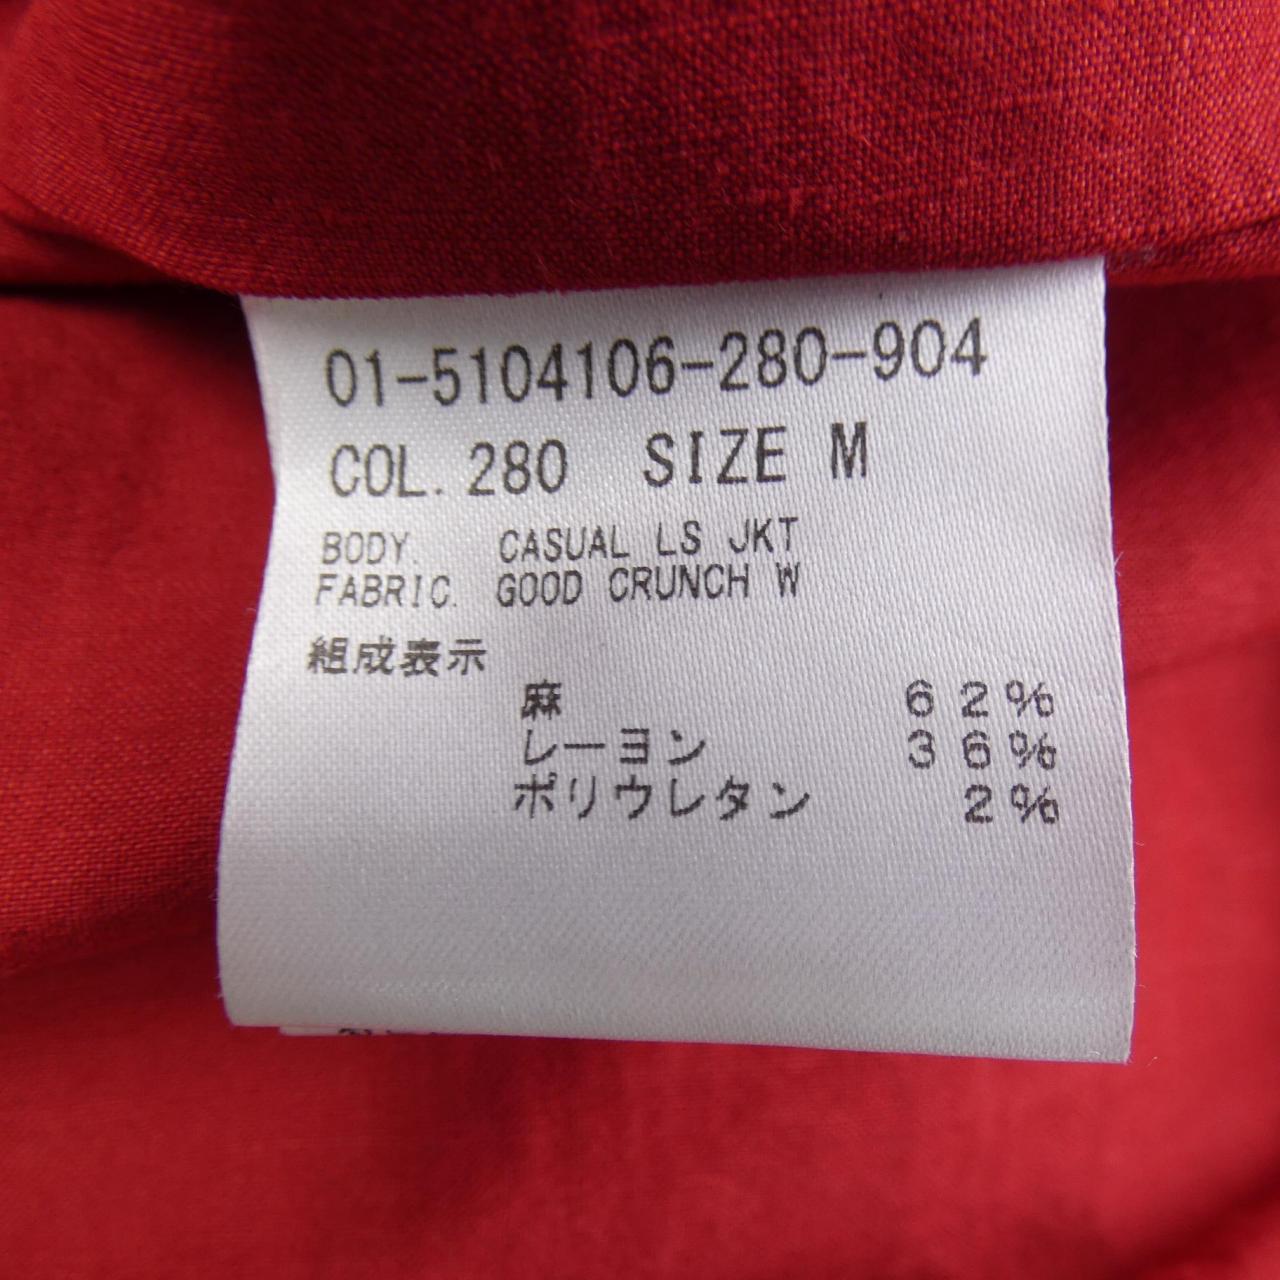 01-5104106-280-904
COL. 280 SIZE M
BODY. CASUAL LS JKT
FABRIC. GOOD CRUNCH W
組成表示
麻 62%
レーヨン 36%
ポリウレタン 2%